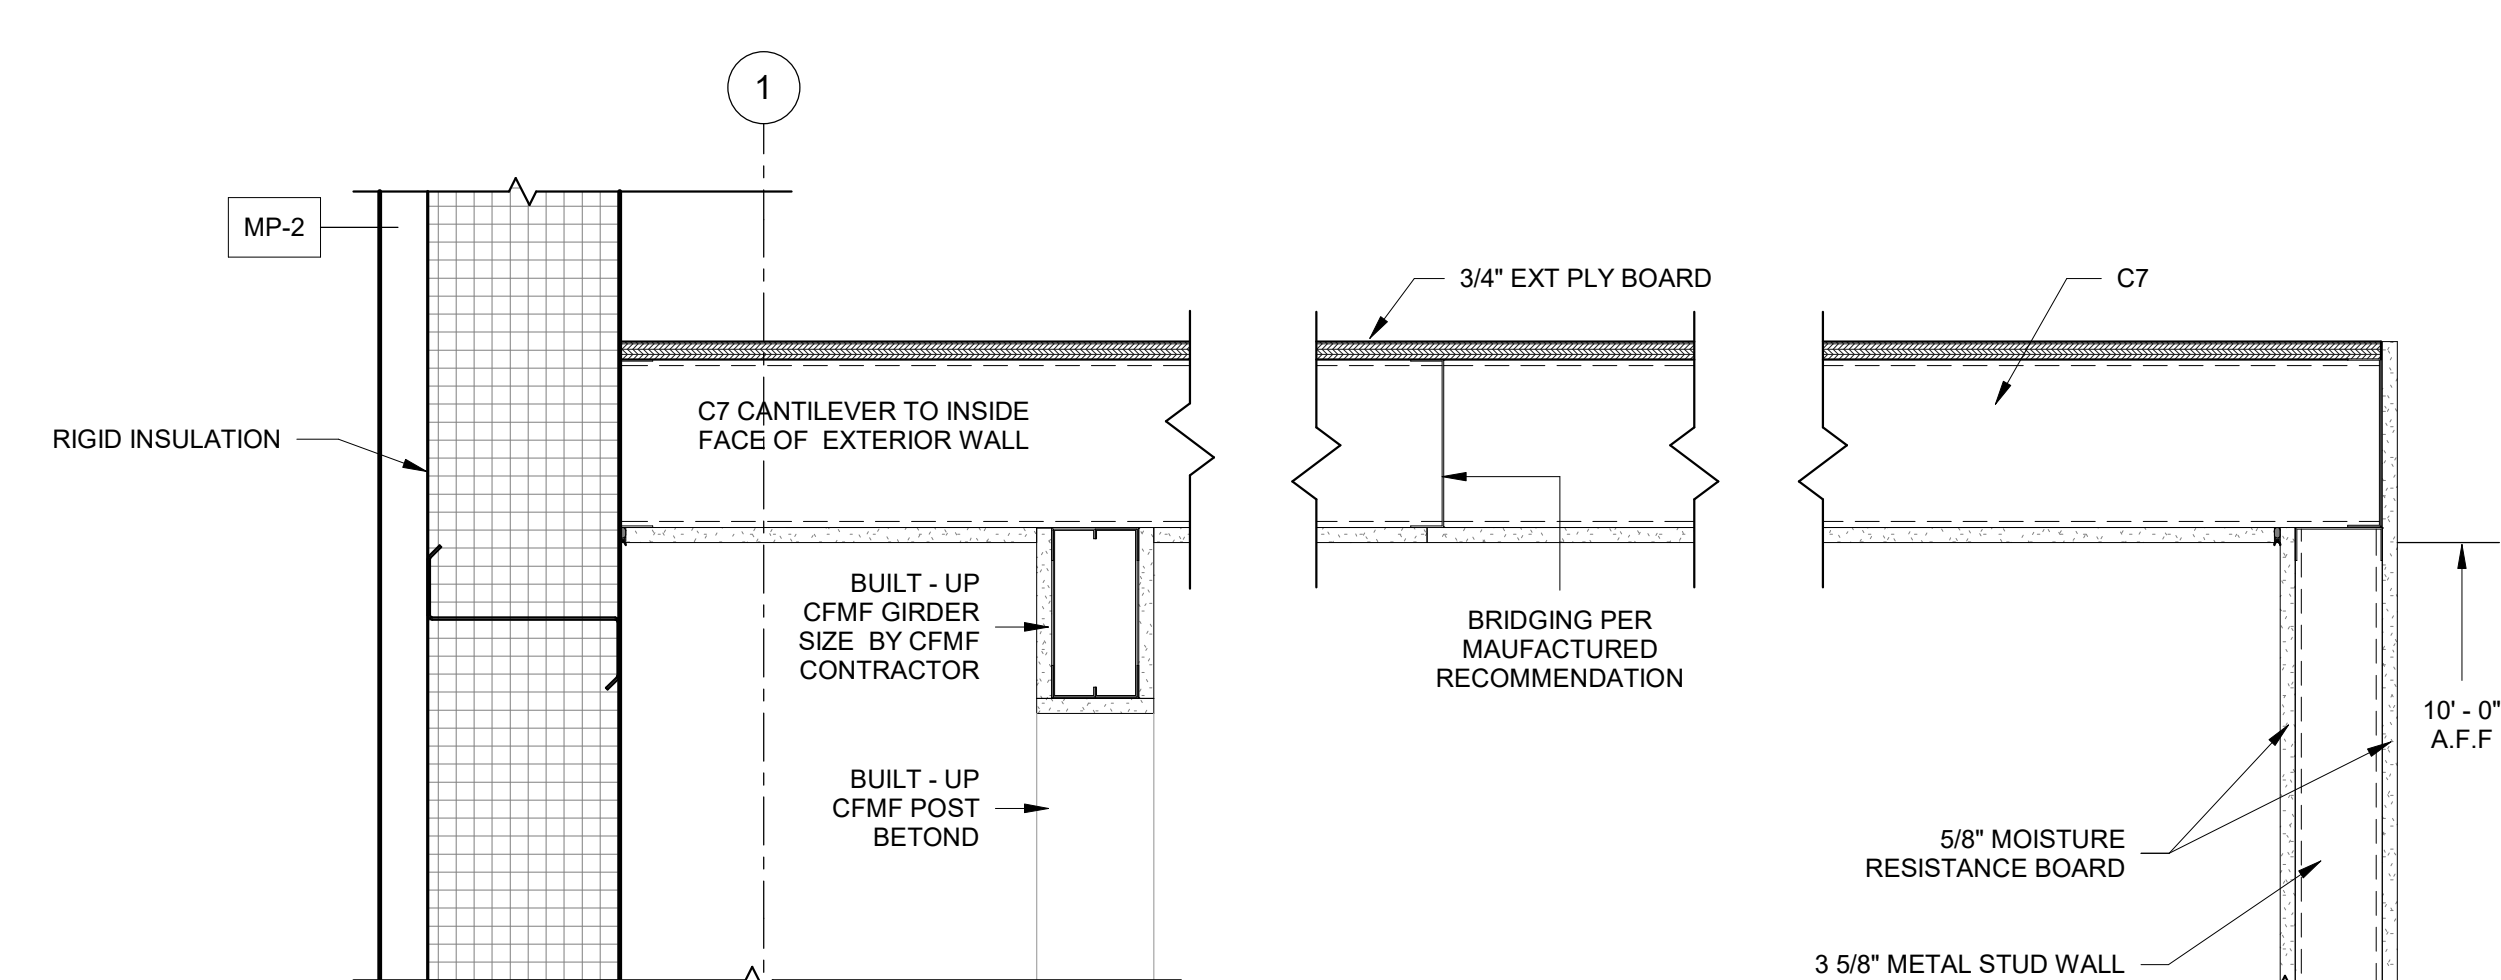 1
MP-2
3/4" EXT PLY BOARD
C7
C7 CANTILEVER TO INSIDE
FACE OF EXTERIOR WALL
RIGID INSULATION
BUILT - UP
CFMF GIRDER
SIZE BY CFMF
CONTRACTOR
BRIDGING PER
MAUFACTURED
RECOMMENDATION
10' - 0"
A.F.F
BUILT - UP
CFMF POST
BETOND
5/8" MOISTURE
RESISTANCE BOARD
3 5/8" METAL STUD WALL